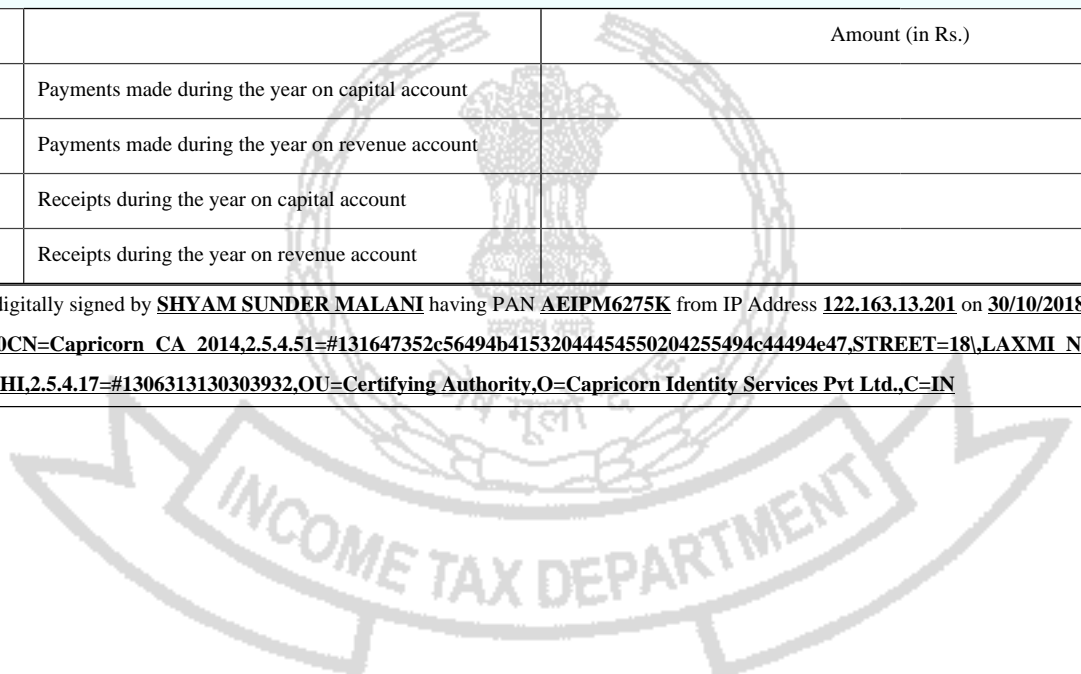 Amount (in Rs.)
Payments made during the year on capital account
Payments made during the year on revenue account
Receipts during the year on capital account
Receipts during the year on revenue account
digitally signed by SHYAM SUNDER MALANI having PAN AEIPM6275K from IP Address 122.163.13.201 on 30/10/2018
0CN=Capricorn CA 2014,2.5.4.51=#131647352c56494b415320444545504204255494c44494e47,STREET=18\,LAXMI N
HI,2.5.4.17=#1306313130303932,OU=Certifying Authority,O=Capricorn Identity Services Pvt Ltd.,C=IN
INCOME TAX DEPARTMENT